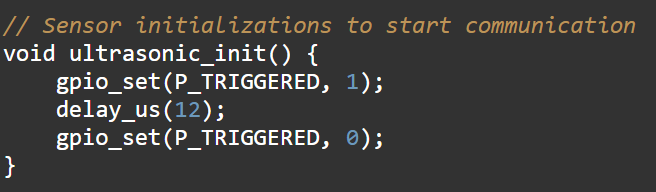 // Sensor initializations to start communication
void ultrasonic_init() {
    gpio_set(P_TRIGGERED, 1);
    delay_us(12);
    gpio_set(P_TRIGGERED, 0);
}